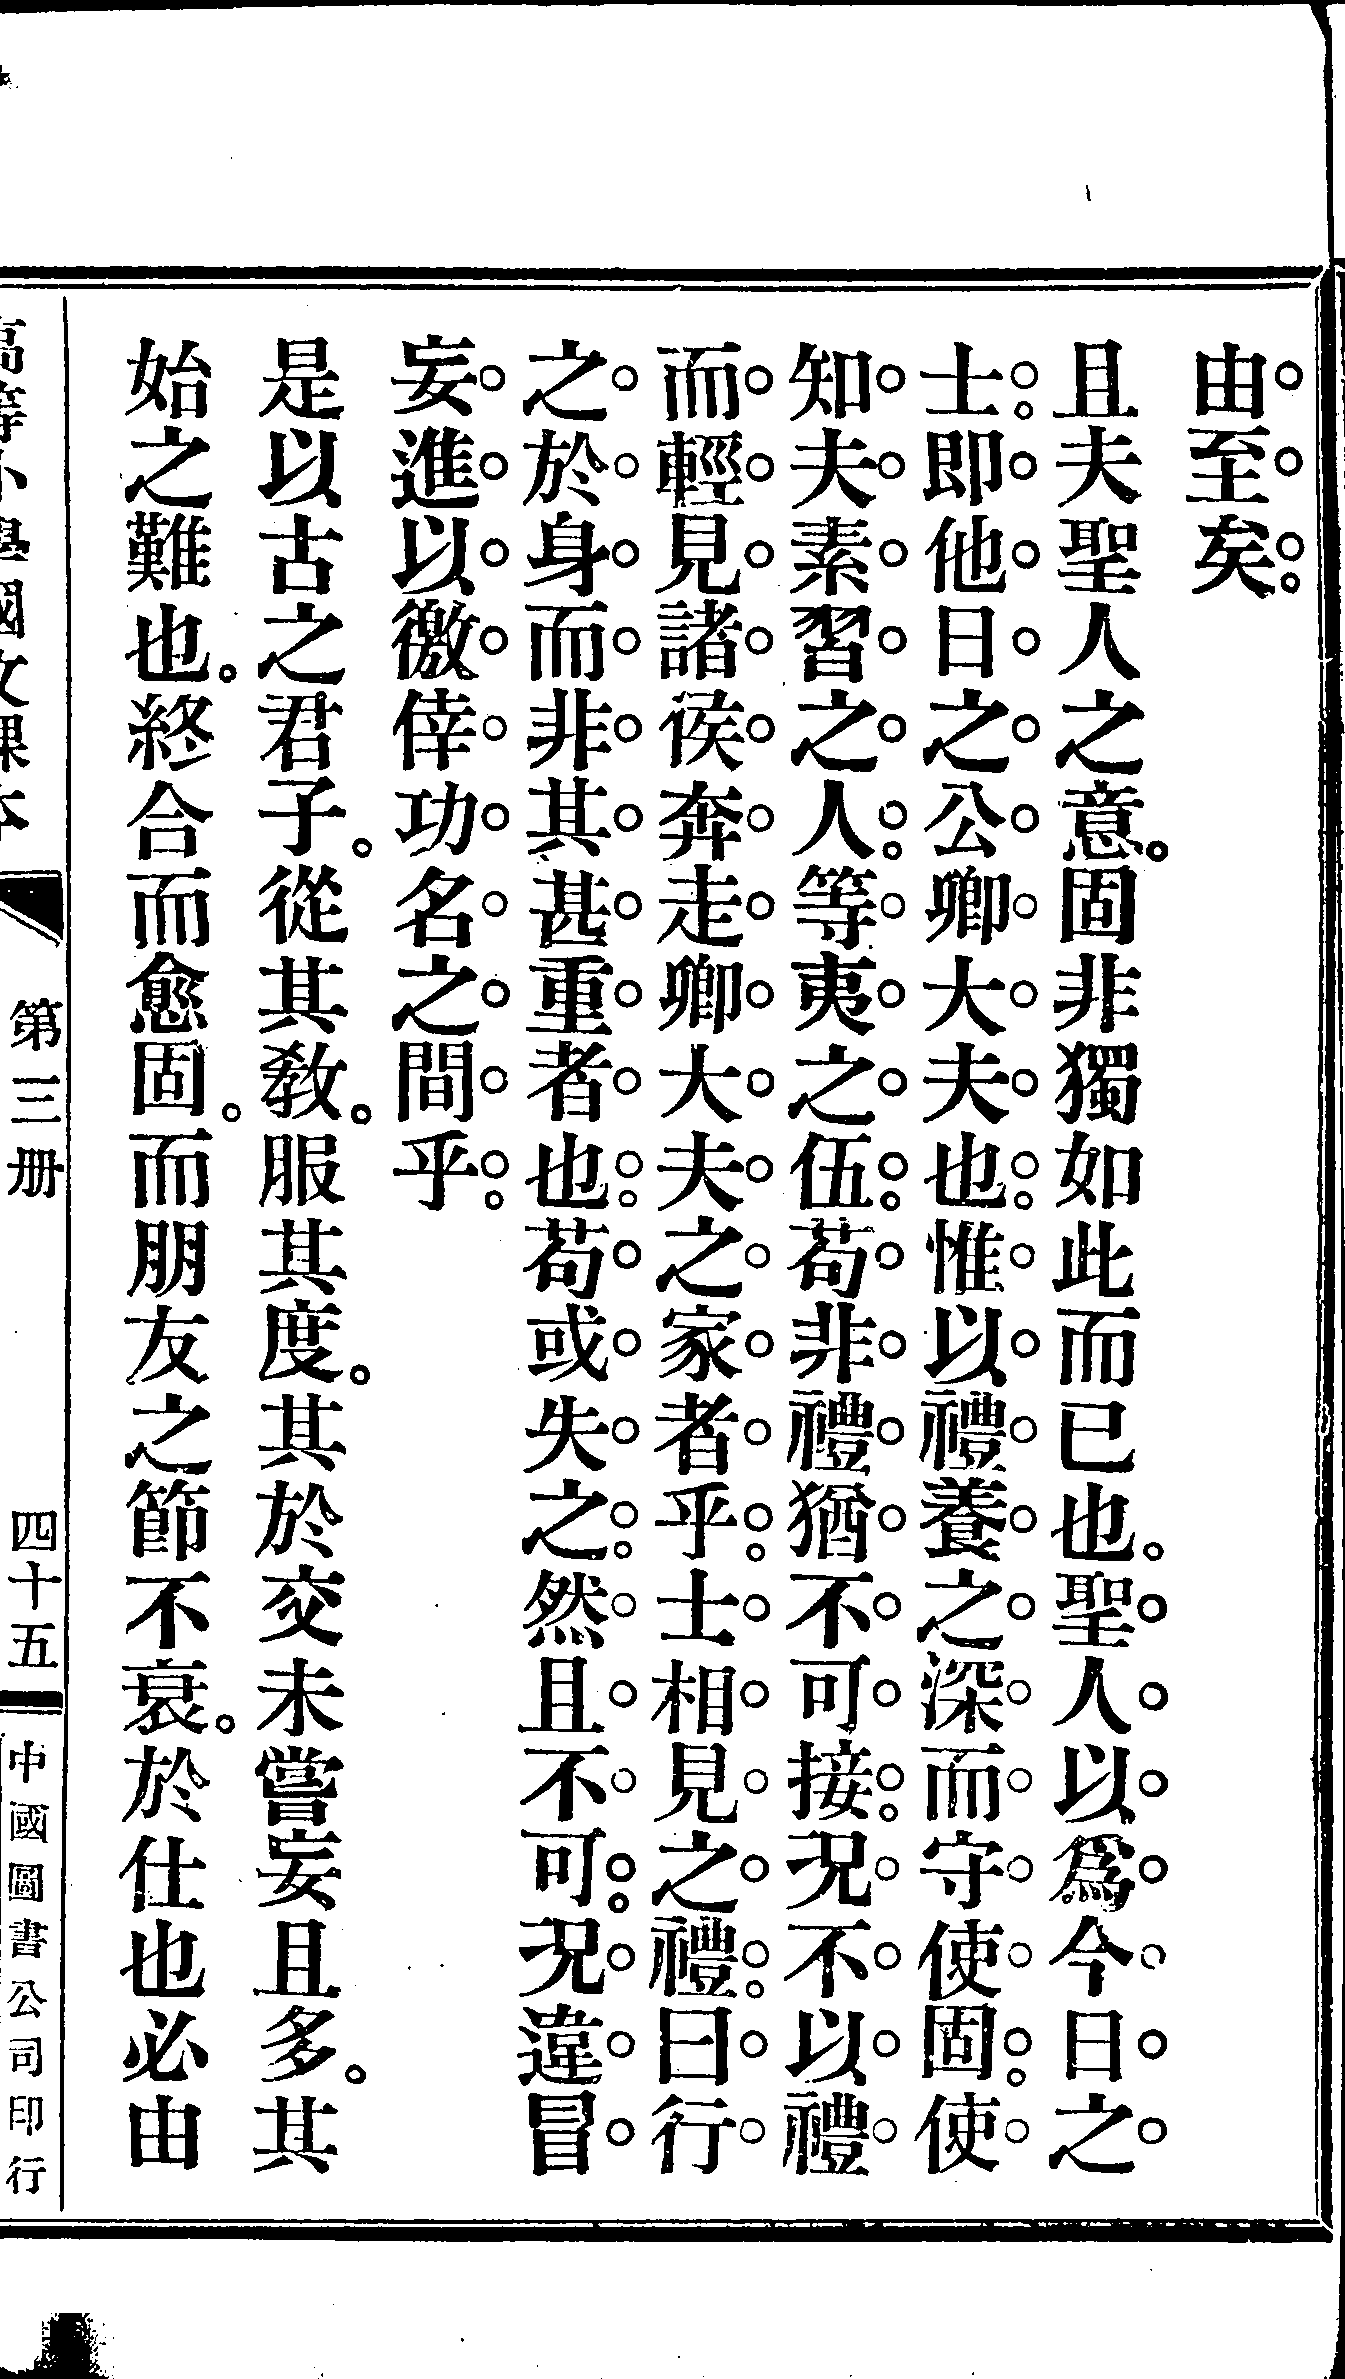 由至矣。
且夫聖人之意。固非獨如此而已也。聖人以爲今日之
士。即他日之公卿大夫也。惟以禮養之深而守使固。使
知夫素習之人。等夷之伍。苟非禮猶不可接。況不以禮
而輕見諸侯奔走卿大夫之家者乎。士相見之禮。曰行
之於身而非其甚重者也。苟或失之。然且不可。況違冒
妄進以徼倖功名之間乎。
是以古之君子。從其教。服其度。其於交未嘗妄且多。其
始之難也。終合而愈固。而朋友之節不衰。於仕也必由
高等小學國文課本 第三册 四十五 中國圖書公司印行